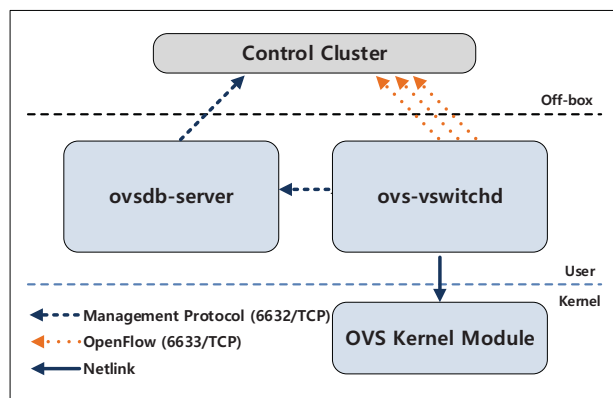 Control Cluster
Off-box
ovsdb-server
ovs-vswitchd
User
Kernel
Management Protocol (6632/TCP)
OpenFlow (6633/TCP)
Netlink
OVS Kernel Module